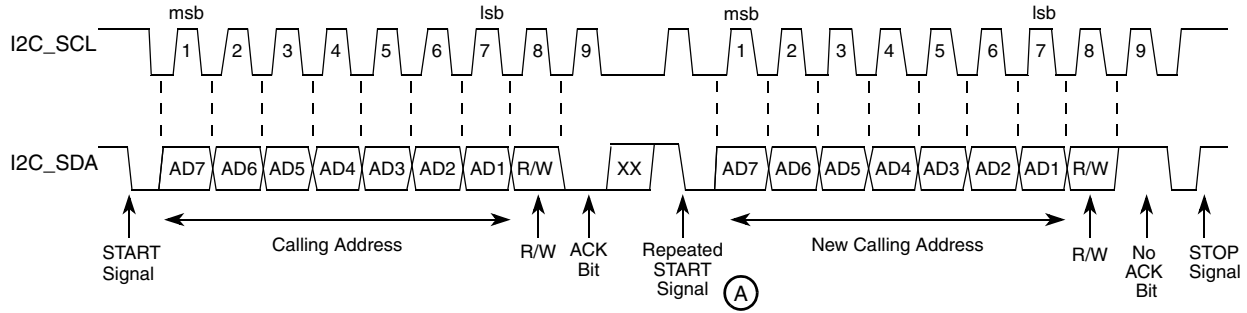 msb lsb msb lsb
I2C_SCL 1 2 3 4 5 6 7 8 9 1 2 3 4 5 6 7 8 9
I2C_SDA AD7 AD6 AD5 AD4 AD3 AD2 AD1 R/W XX AD7 AD6 AD5 AD4 AD3 AD2 AD1 R/W
START
Signal
Calling Address
R/W
ACK
Bit
Repeated
START
Signal
A
New Calling Address
R/W
No
ACK
Bit
STOP
Signal